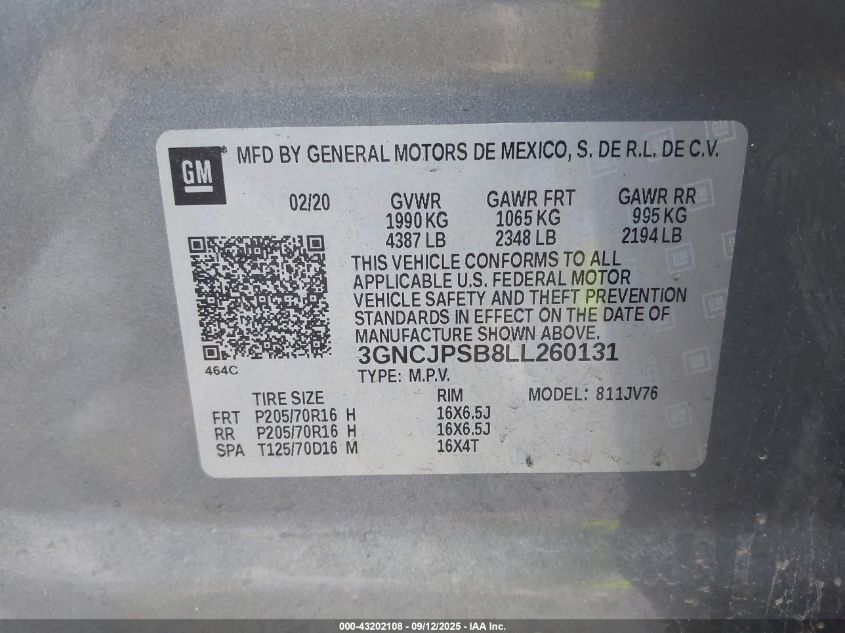 GM
MFD BY GENERAL MOTORS DE MEXICO, S. DE R.L. DE C.V.
02/20 GVWR GAWR FRT GAWR RR
1990 KG 1065 KG 995 KG
4387 LB 2348 LB 2194 LB
THIS VEHICLE CONFORMS TO ALL
APPLICABLE U.S. FEDERAL MOTOR
VEHICLE SAFETY AND THEFT PREVENTION
STANDARDS IN EFFECT ON THE DATE OF
MANUFACTURE SHOWN ABOVE.
3GNCJPSB8LL260131
464C
TYPE: M.P.V.
TIRE SIZE RIM MODEL: 811JV76
FRT P205/70R16 H 16X6.5J
RR P205/70R16 H 16X6.5J
SPA T125/70D16 M 16X4T
000-43202108 - 09/12/2025 - IAA Inc.